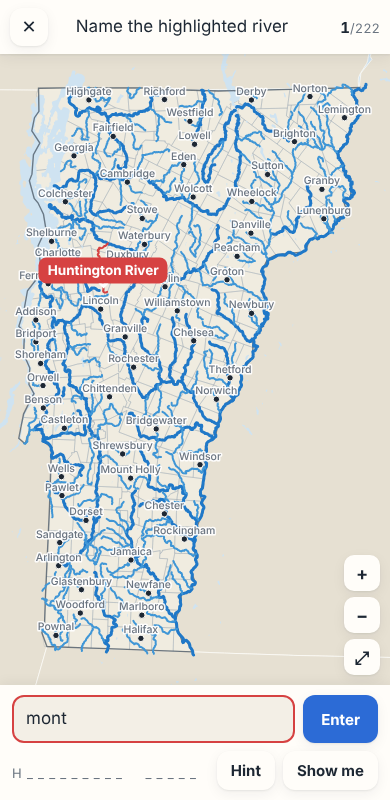 ✕ Name the highlighted river 1/222
Highgate Richford Derby Norton
Lemington
Westfield
Fairfield Lowell Brighton
Georgia Eden
Sutton
Cambridge Granby
Colchester Wolcott Wheelock
Stowe Lunenburg
Shelburne Waterbury Danville
Charlotte Duxbury Peacham
Huntington River
Groton
Lincoln Williamstown Newbury
Addison
Bridport Granville Chelsea
Shoreham Rochester
Orwell Thetford
Benson Chittenden Norwich
Castleton Bridgewater
Shrewsbury Windsor
Wells Mount Holly
Pawlet
Dorset Chester
Sandgate Rockingham
Arlington Jamaica
Glastenbury Newfane
Woodford Marlboro
Pownal Halifax
+
−
mont Enter
H _ _ _ _ _ _ _ _ _ _ _ _ _ _ Hint Show me